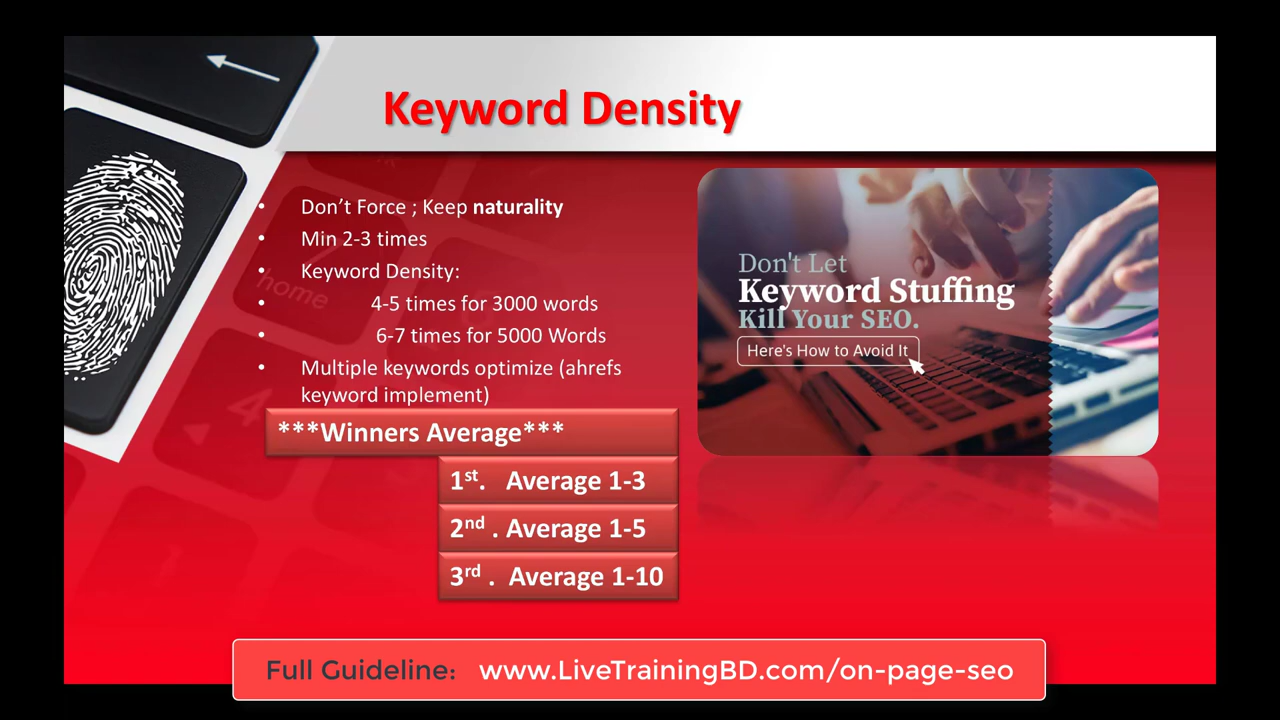 Keyword Density
• Don't Force ; Keep naturality
• Min 2-3 times
• Keyword Density:
• 4-5 times for 3000 words
• 6-7 times for 5000 Words
• Multiple keywords optimize (ahrefs
keyword implement)
***Winners Average***
1st. Average 1-3
2nd . Average 1-5
3rd . Average 1-10
Don't Let
Keyword Stuffing
Kill Your SEO.
Here's How to Avoid It
home
4
Full Guideline: www.LiveTrainingBD.com/on-page-seo